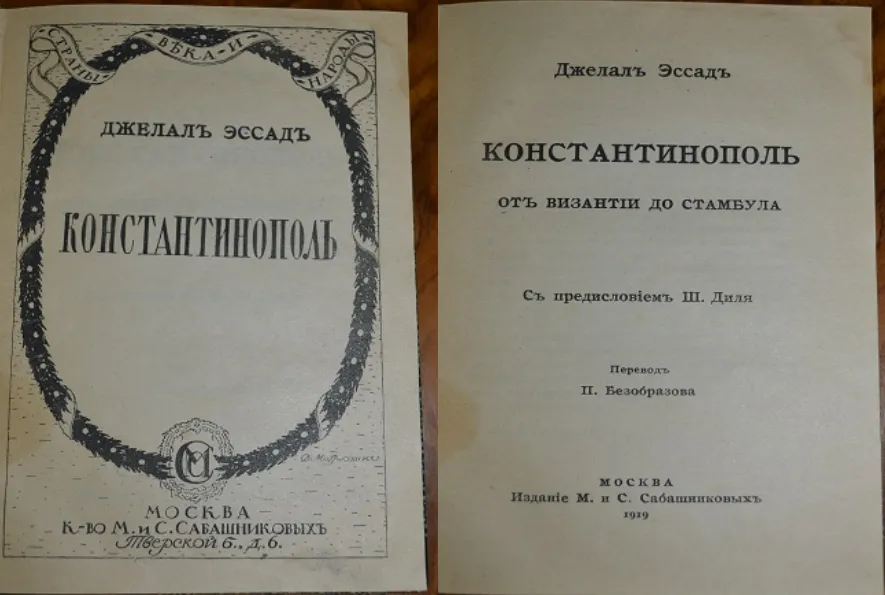 СТРАНЫ ВѢКА И НАРОДЫ
ДЖЕЛАЛЪ ЭССАДЪ
КОНСТАНТИНОПОЛЬ
МОСКВА
К-ВО М. и С. САБАШНИКОВЫХЪ
Тверской б., д. 6.
Джелалъ Эссадъ
КОНСТАНТИНОПОЛЬ
ОТЪ ВИЗАНТІИ ДО СТАМБУЛА
Съ предисловіемъ Ш. Диля
Переводъ
П. Безобразова
МОСКВА
Изданіе М. и С. Сабашниковыхъ
1919